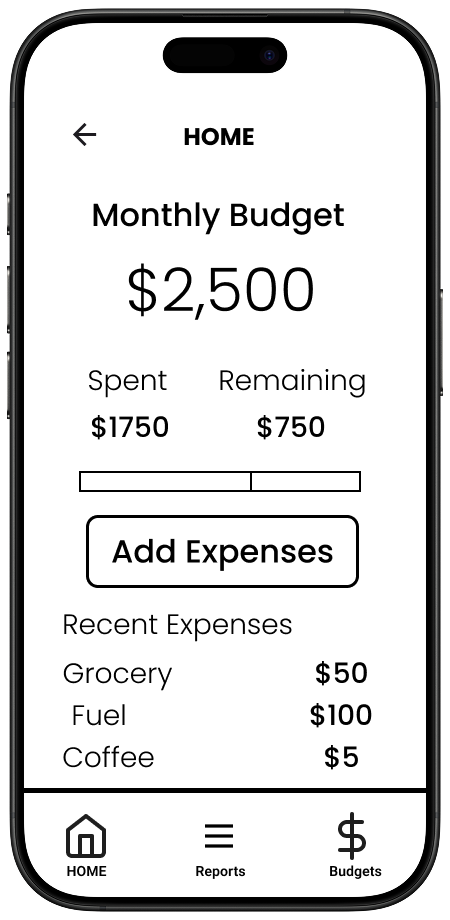 HOME
Monthly Budget
$2,500
Spent Remaining
$1750 $750
Add Expenses
Recent Expenses
Grocery $50
Fuel $100
Coffee $5
HOME Reports Budgets